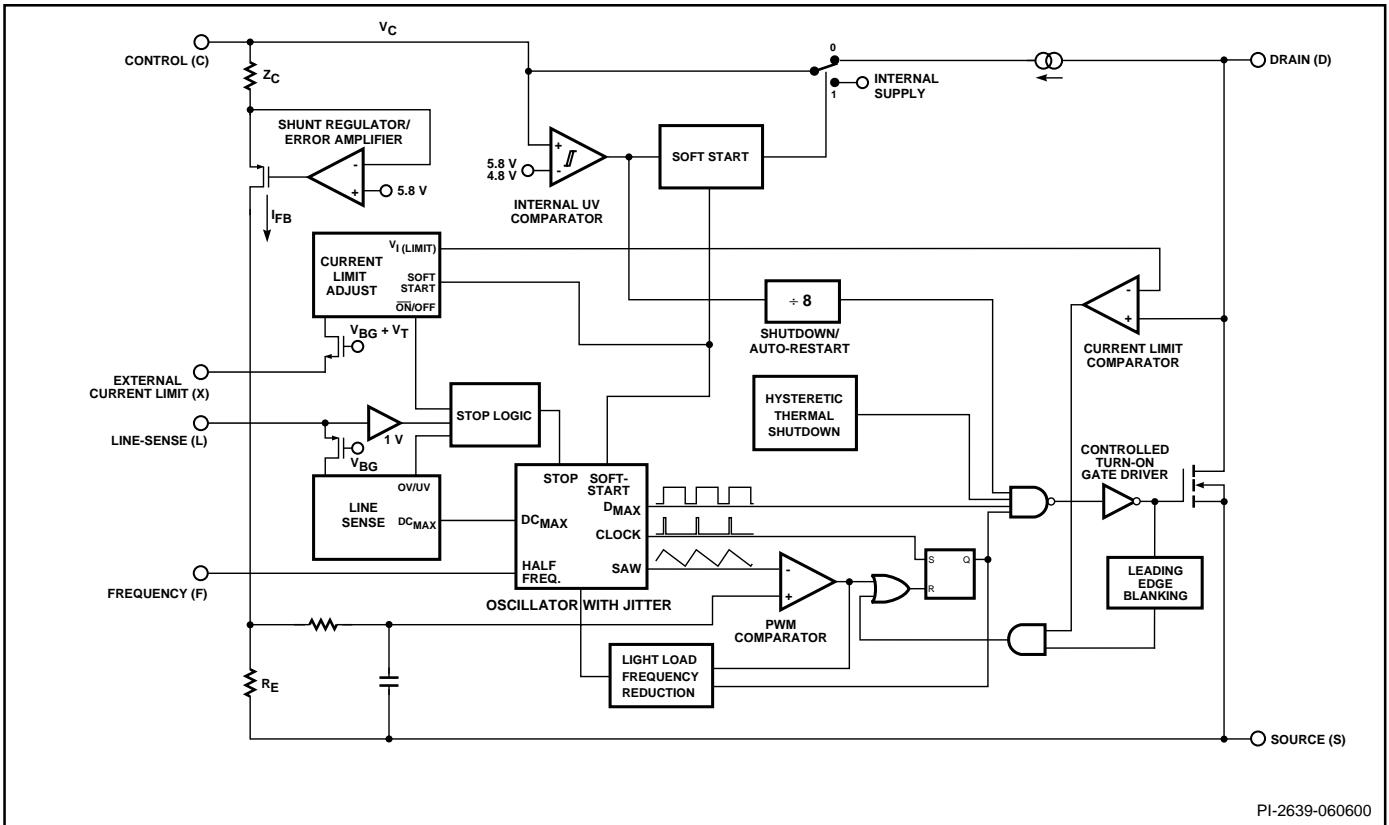 V_C
0
CONTROL (C)
DRAIN (D)
Z_C
INTERNAL
SUPPLY
1
SHUNT REGULATOR/
ERROR AMPLIFIER
-
+
5.8 V
I_FB
+
-
5.8 V
4.8 V
INTERNAL UV
COMPARATOR
SOFT START
CURRENT
LIMIT
ADJUST
V_I (LIMIT)
SOFT
START
ON/OFF
÷ 8
SHUTDOWN/
AUTO-RESTART
-
+
CURRENT LIMIT
COMPARATOR
V_BG + V_T
EXTERNAL
CURRENT LIMIT (X)
HYSTERETIC
THERMAL
SHUTDOWN
STOP LOGIC
LINE-SENSE (L)
1 V
V_BG
CONTROLLED
TURN-ON
GATE DRIVER
OV/UV
LINE
SENSE
DC_MAX
STOP
SOFT-
START
D_MAX
DC_MAX
CLOCK
HALF
FREQ.
SAW
OSCILLATOR WITH JITTER
-
+
PWM
COMPARATOR
S
Q
R
LEADING
EDGE
BLANKING
FREQUENCY (F)
LIGHT LOAD
FREQUENCY
REDUCTION
R_E
SOURCE (S)
PI-2639-060600